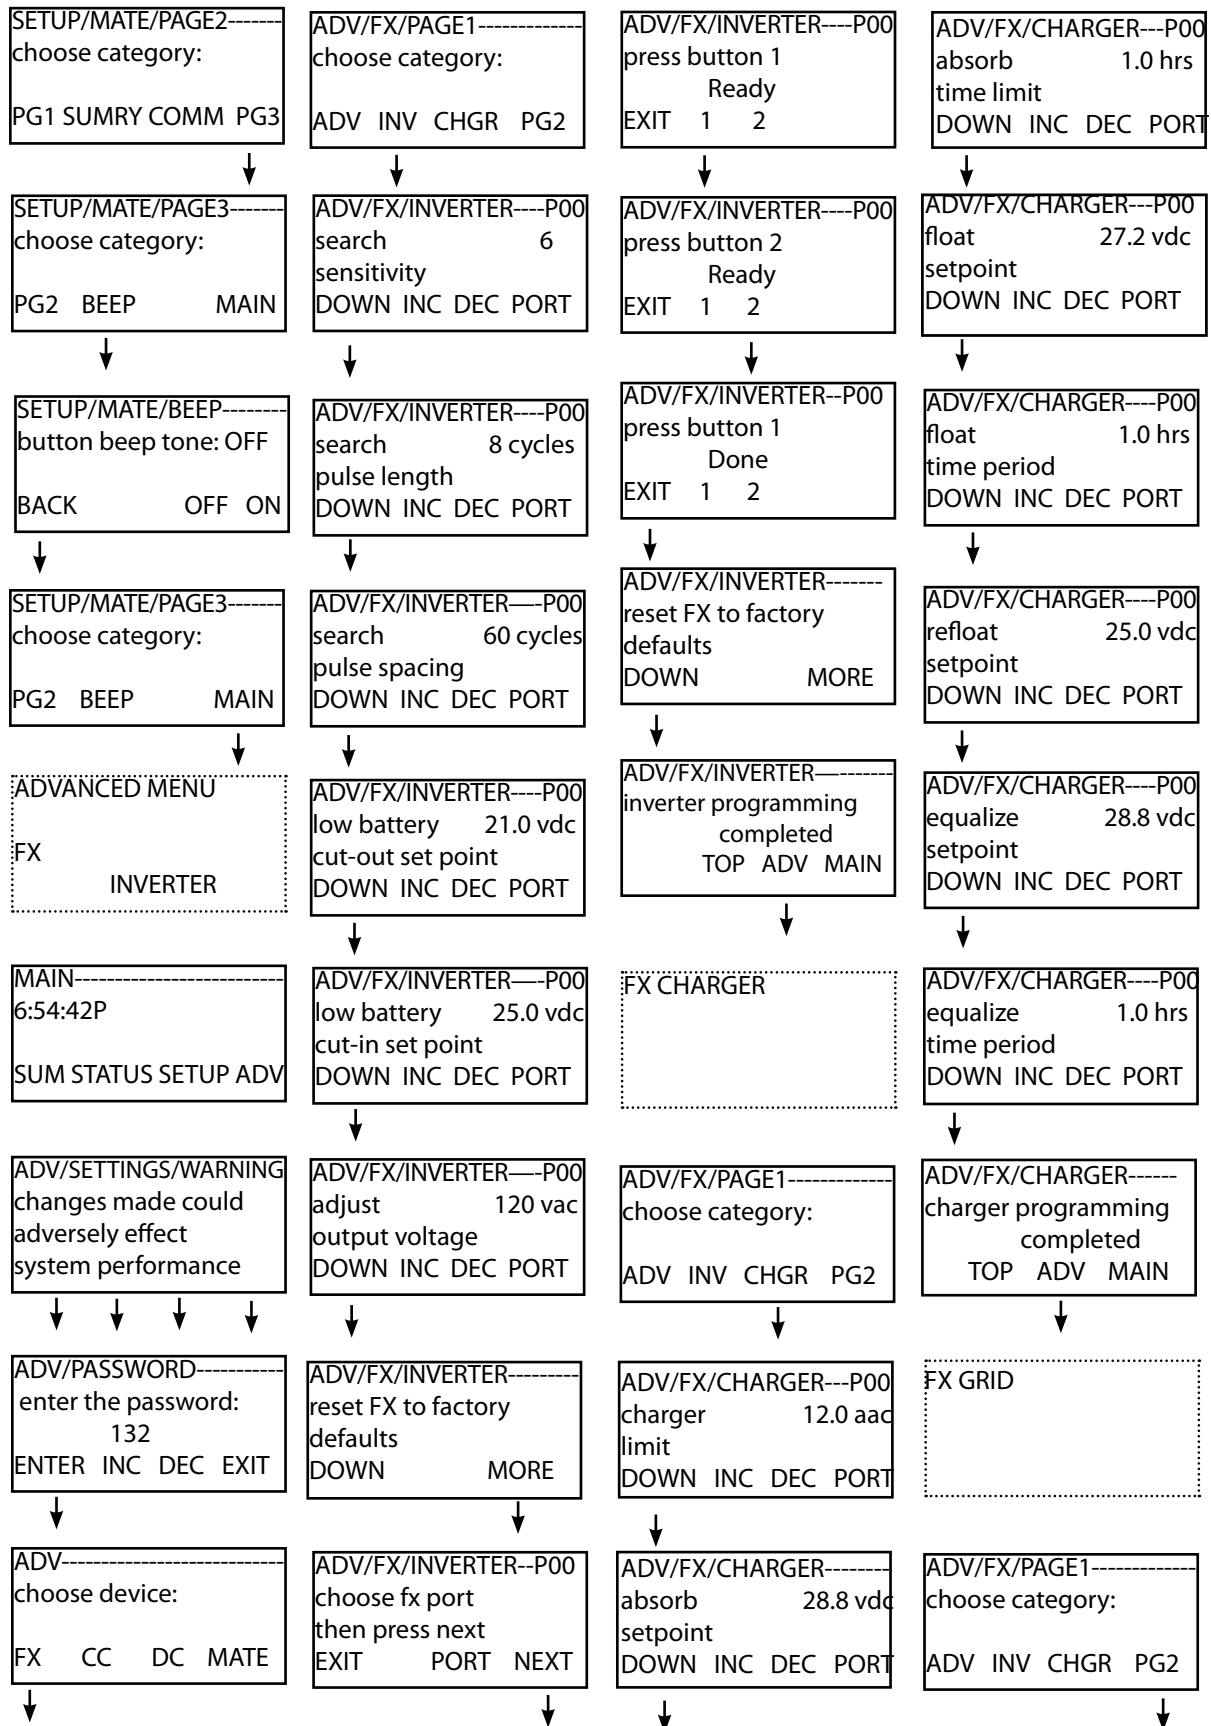 SETUP/MATE/PAGE2-------
choose category:
PG1 SUMRY COMM PG3
SETUP/MATE/PAGE3-------
choose category:
PG2 BEEP MAIN
SETUP/MATE/BEEP--------
button beep tone: OFF
BACK OFF ON
SETUP/MATE/PAGE3-------
choose category:
PG2 BEEP MAIN
ADVANCED MENU
FX
INVERTER
MAIN--------------------------
6:54:42P
SUM STATUS SETUP ADV
ADV/SETTINGS/WARNING
changes made could
adversely effect
system performance
ADV/PASSWORD-----------
enter the password:
132
ENTER INC DEC EXIT
ADV----------------------------
choose device:
FX CC DC MATE
ADV/FX/PAGE1-------------
choose category:
ADV INV CHGR PG2
ADV/FX/INVERTER----P00
search 6
sensitivity
DOWN INC DEC PORT
ADV/FX/INVERTER----P00
search 8 cycles
pulse length
DOWN INC DEC PORT
ADV/FX/INVERTER—-P00
search 60 cycles
pulse spacing
DOWN INC DEC PORT
ADV/FX/INVERTER----P00
low battery 21.0 vdc
cut-out set point
DOWN INC DEC PORT
ADV/FX/INVERTER—-P00
low battery 25.0 vdc
cut-in set point
DOWN INC DEC PORT
ADV/FX/INVERTER—-P00
adjust 120 vac
output voltage
DOWN INC DEC PORT
ADV/FX/INVERTER---------
reset FX to factory
defaults
DOWN MORE
ADV/FX/INVERTER--P00
choose fx port
then press next
EXIT PORT NEXT
ADV/FX/INVERTER----P00
press button 1
Ready
EXIT 1 2
ADV/FX/INVERTER----P00
press button 2
Ready
EXIT 1 2
ADV/FX/INVERTER--P00
press button 1
Done
EXIT 1 2
ADV/FX/INVERTER-------
reset FX to factory
defaults
DOWN MORE
ADV/FX/INVERTER—-------
inverter programming
completed
TOP ADV MAIN
FX CHARGER
ADV/FX/PAGE1-------------
choose category:
ADV INV CHGR PG2
ADV/FX/CHARGER---P00
charger 12.0 aac
limit
DOWN INC DEC PORT
ADV/FX/CHARGER--------
absorb 28.8 vdc
setpoint
DOWN INC DEC PORT
ADV/FX/CHARGER---P00
absorb 1.0 hrs
time limit
DOWN INC DEC PORT
ADV/FX/CHARGER---P00
float 27.2 vdc
setpoint
DOWN INC DEC PORT
ADV/FX/CHARGER----P00
float 1.0 hrs
time period
DOWN INC DEC PORT
ADV/FX/CHARGER----P00
refloat 25.0 vdc
setpoint
DOWN INC DEC PORT
ADV/FX/CHARGER----P00
equalize 28.8 vdc
setpoint
DOWN INC DEC PORT
ADV/FX/CHARGER----P00
equalize 1.0 hrs
time period
DOWN INC DEC PORT
ADV/FX/CHARGER------
charger programming
completed
TOP ADV MAIN
FX GRID
ADV/FX/PAGE1-------------
choose category:
ADV INV CHGR PG2